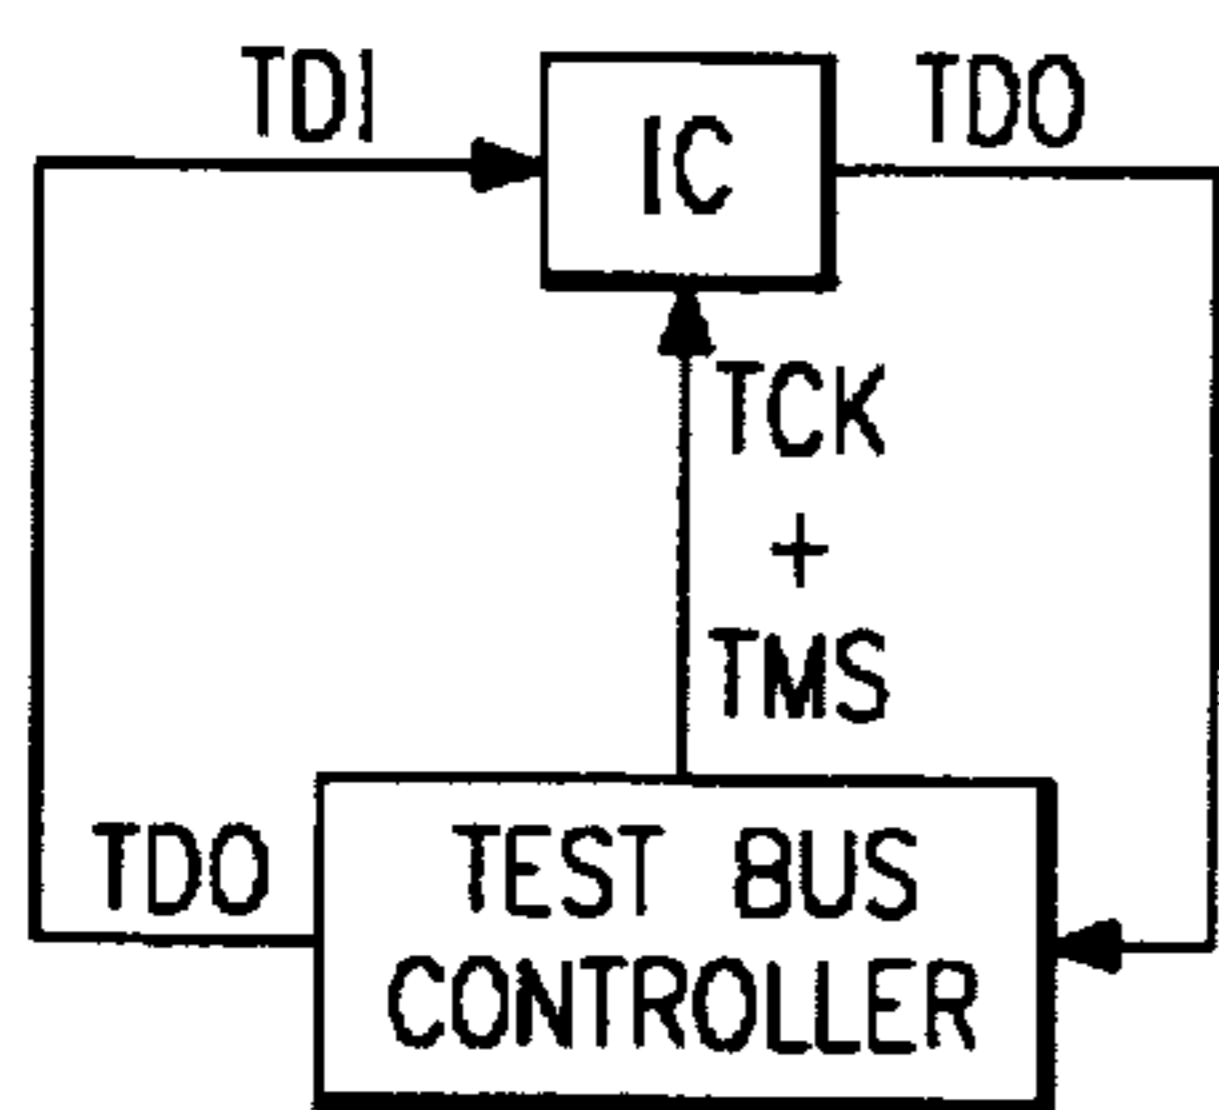 TDI
IC
TDO
TCK
+
TMS
TDO
TEST BUS
CONTROLLER